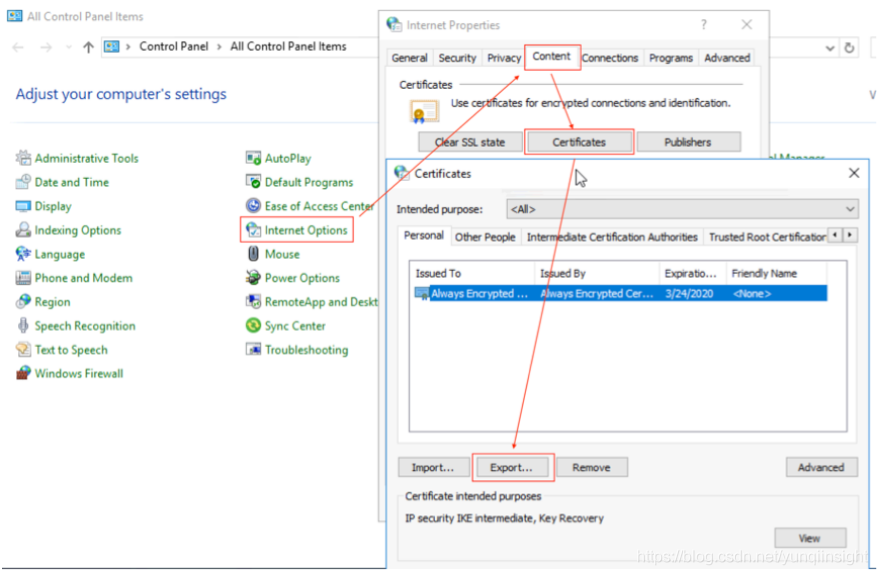 All Control Panel Items
Control Panel > All Control Panel Items
Adjust your computer's settings
Administrative Tools
Date and Time
Display
Indexing Options
Language
Phone and Modem
Region
Speech Recognition
Text to Speech
Windows Firewall
AutoPlay
Default Programs
Ease of Access Center
Internet Options
Mouse
Power Options
RemoteApp and Deskt
Sync Center
Troubleshooting
Internet Properties
General Security Privacy Content Connections Programs Advanced
Certificates
Use certificates for encrypted connections and identification.
Clear SSL state Certificates Publishers
Certificates
Intended purpose: <All>
Personal Other People Intermediate Certification Authorities Trusted Root Certification
Issued To Issued By Expiratio... Friendly Name
Always Encrypted ... Always Encrypted Cer... 3/24/2020 <None>
Import... Export... Remove Advanced
Certificate intended purposes
IP security IKE intermediate, Key Recovery
View
https://blog.csdn.net/yunqiinsight